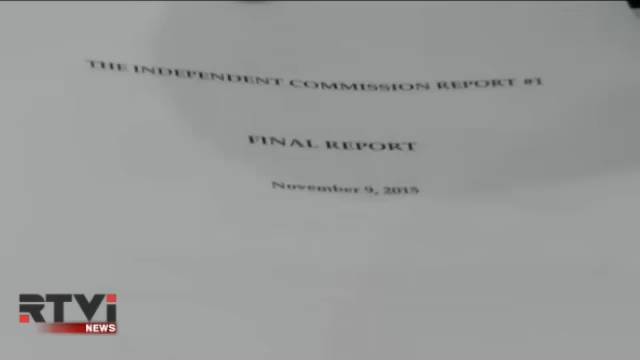 THE INDEPENDENT COMMISSION REPORT #1
FINAL REPORT
November 9, 2015
RTVi
NEWS